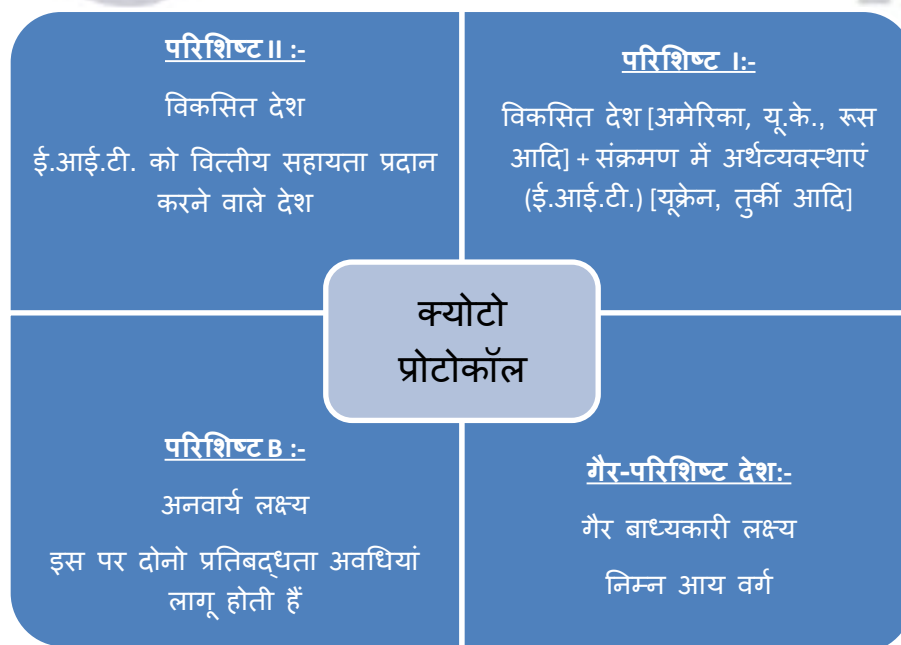 परिशिष्ट II :-
विकसित देश
ई.आई.टी. को वित्तीय सहायता प्रदान
करने वाले देश
परिशिष्ट I:-
विकसित देश [अमेरिका, यू.के., रूस
आदि] + संक्रमण में अर्थव्यवस्थाएं
(ई.आई.टी.) [यूक्रेन, तुर्की आदि]
क्योटो
प्रोटोकॉल
परिशिष्ट B :-
अनवार्य लक्ष्य
इस पर दोनो प्रतिबद्धता अवधियां
लागू होती हैं
गैर-परिशिष्ट देश:-
गैर बाध्यकारी लक्ष्य
निम्न आय वर्ग